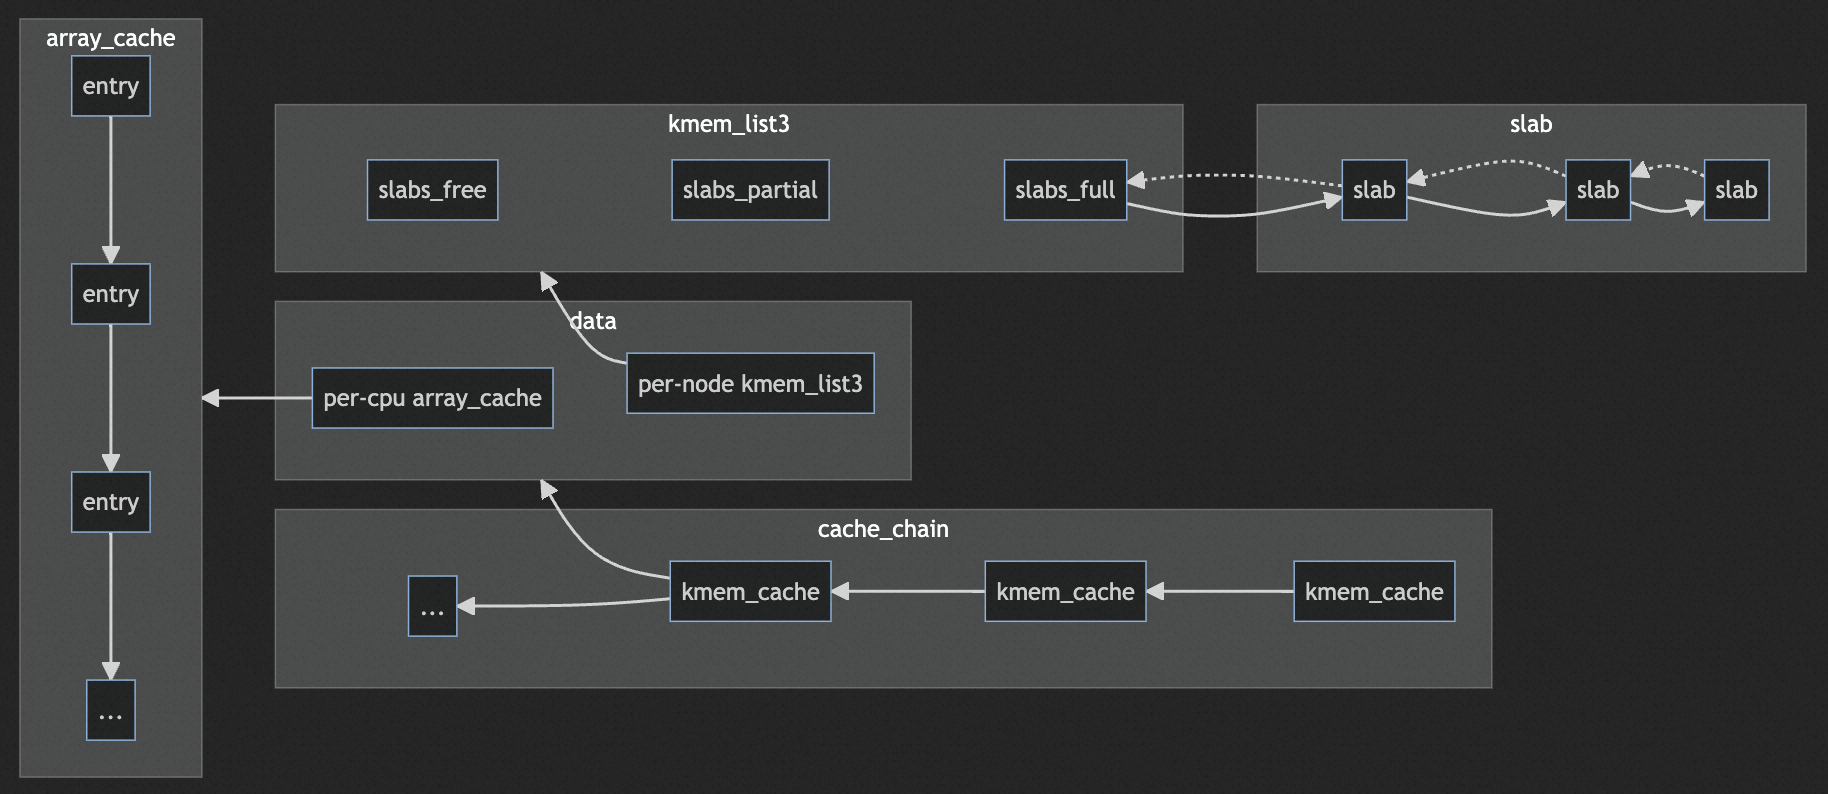 array_cache
entry
entry
entry
...
kmem_list3
slabs_free
slabs_partial
slabs_full
slab
slab
slab
slab
data
per-cpu array_cache
per-node kmem_list3
cache_chain
...
kmem_cache
kmem_cache
kmem_cache